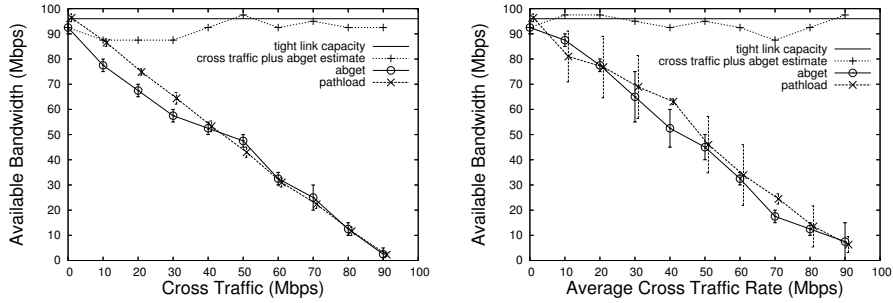 100
90
80
70
60
50
40
30
20
10
0
Available Bandwidth (Mbps)
tight link capacity
cross traffic plus abget estimate
abget
pathload
0 10 20 30 40 50 60 70 80 90 100
Cross Traffic (Mbps)
100
90
80
70
60
50
40
30
20
10
0
Available Bandwidth (Mbps)
tight link capacity
cross traffic plus abget estimate
abget
pathload
0 10 20 30 40 50 60 70 80 90 100
Average Cross Traffic Rate (Mbps)